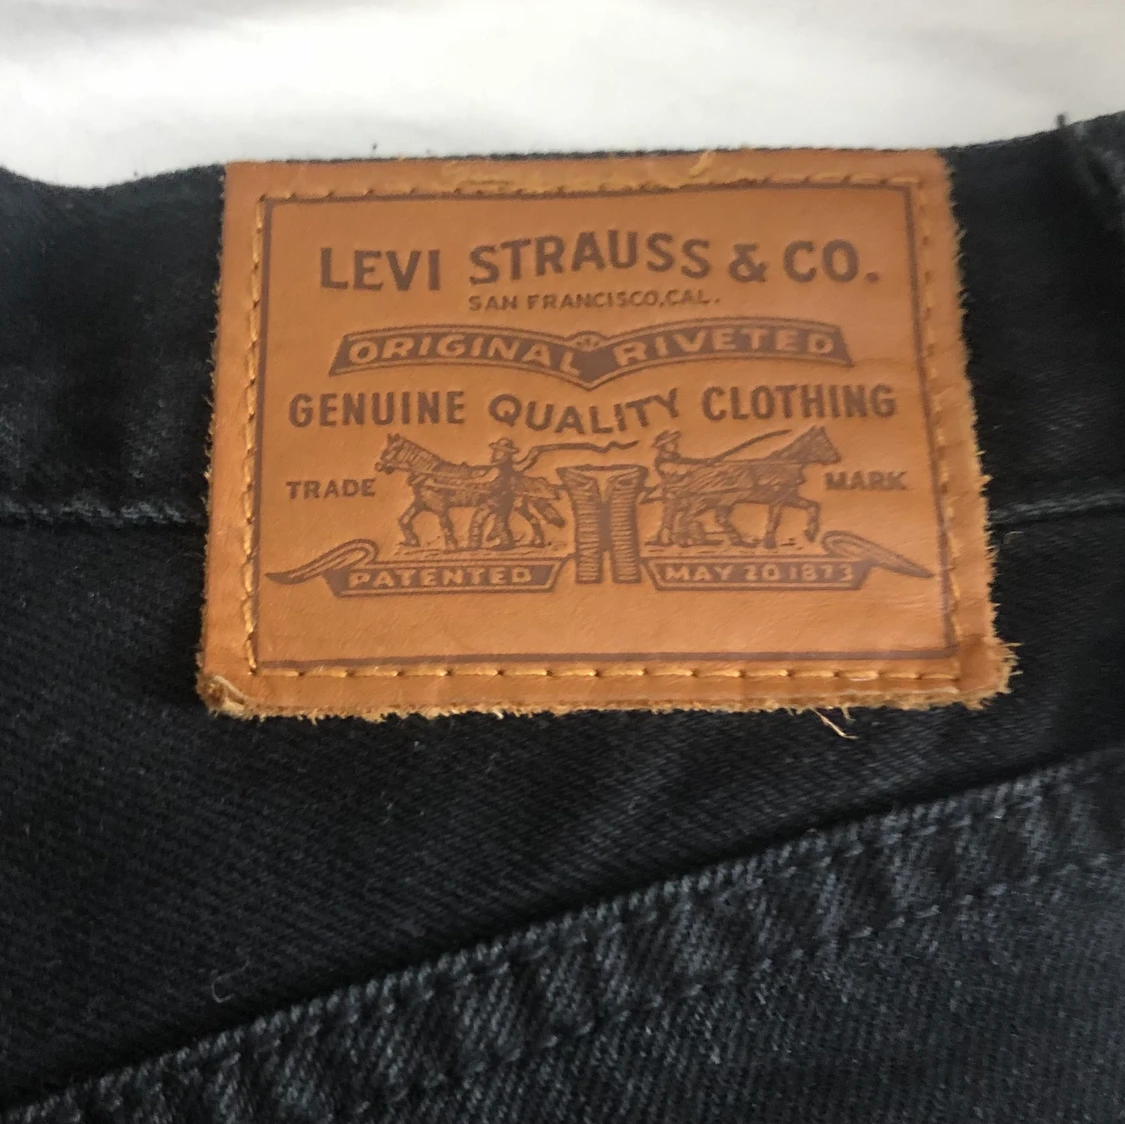 LEVI STRAUSS & CO.
SAN FRANCISCO, CAL.
ORIGINAL RIVETED
GENUINE QUALITY CLOTHING
TRADE MARK
PATENTED MAY 20 1873